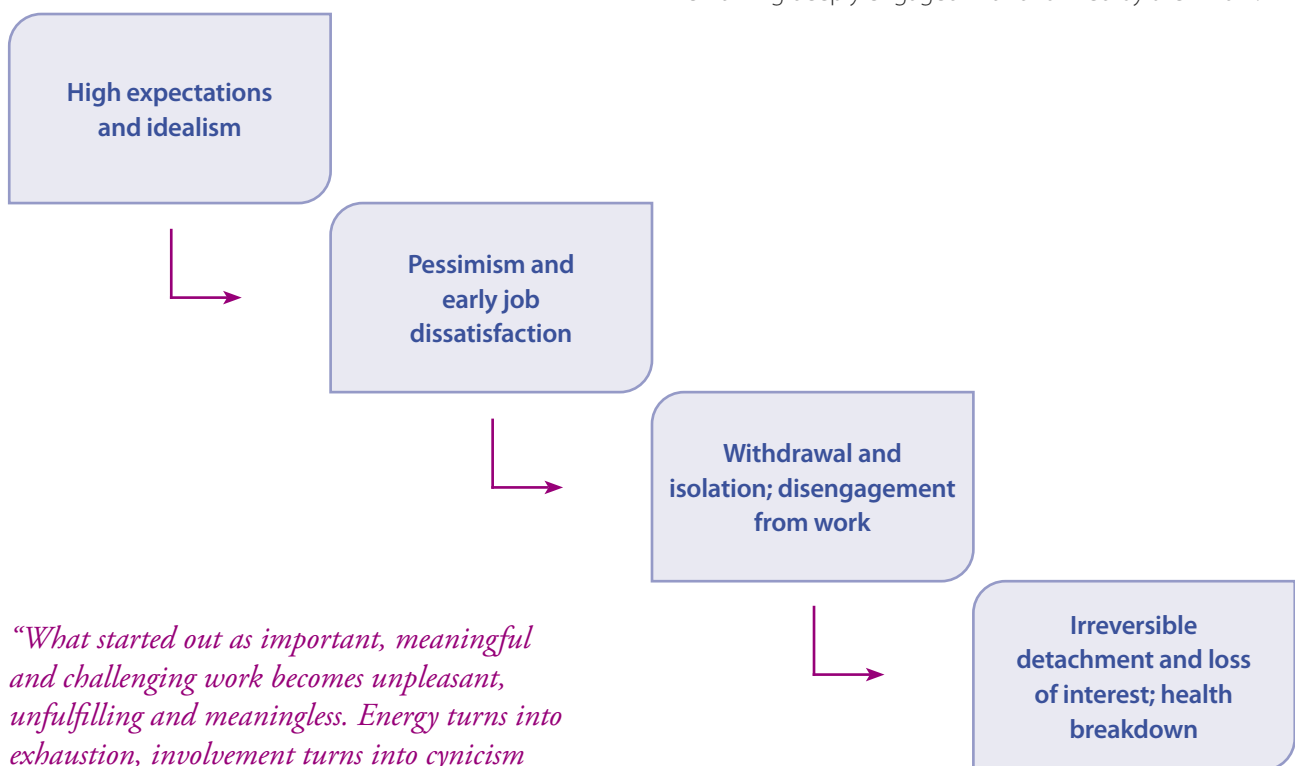 High expectations
and idealism
Pessimism and
early job
dissatisfaction
Withdrawal and
isolation; disengagement
from work
Irreversible
detachment and loss
of interest; health
breakdown
“What started out as important, meaningful
and challenging work becomes unpleasant,
unfulfilling and meaningless. Energy turns into
exhaustion, involvement turns into cynicism